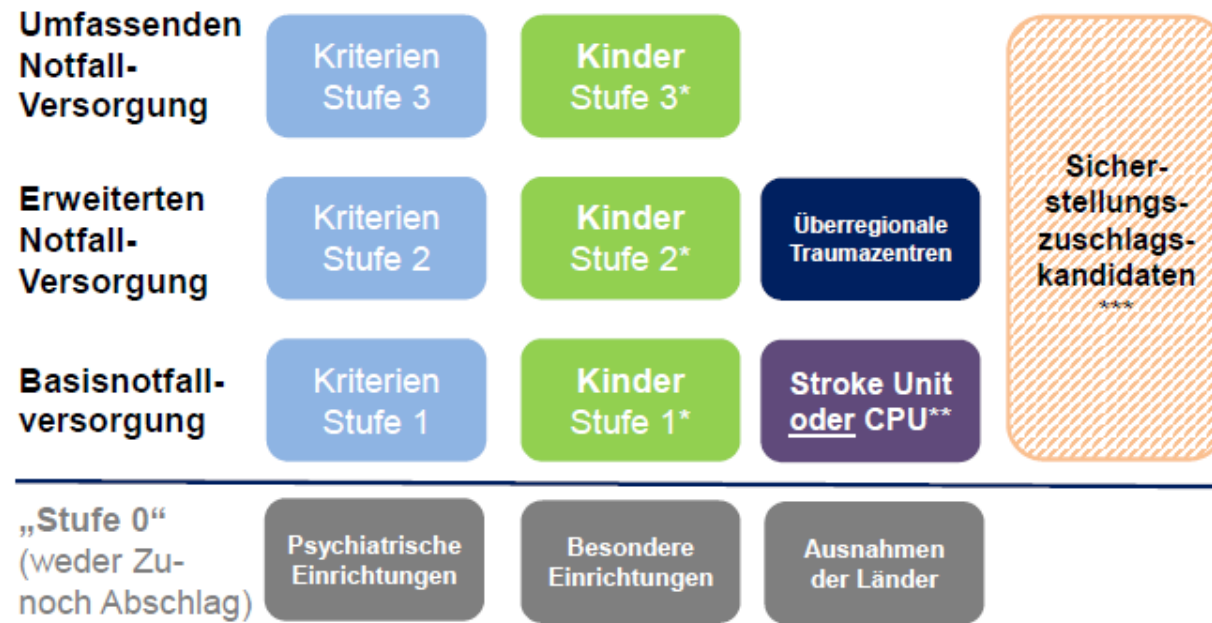 Umfassenden
Notfall-
Versorgung
Kriterien
Stufe 3
Kinder
Stufe 3*
Erweiterten
Notfall-
Versorgung
Kriterien
Stufe 2
Kinder
Stufe 2*
Überregionale
Traumazentren
Sicher-
stellungs-
zuschlags-
kandidaten
***
Basisnotfall-
versorgung
Kriterien
Stufe 1
Kinder
Stufe 1*
Stroke Unit
oder CPU**
„Stufe 0“
(weder Zu-
noch Abschlag)
Psychiatrische
Einrichtungen
Besondere
Einrichtungen
Ausnahmen
der Länder